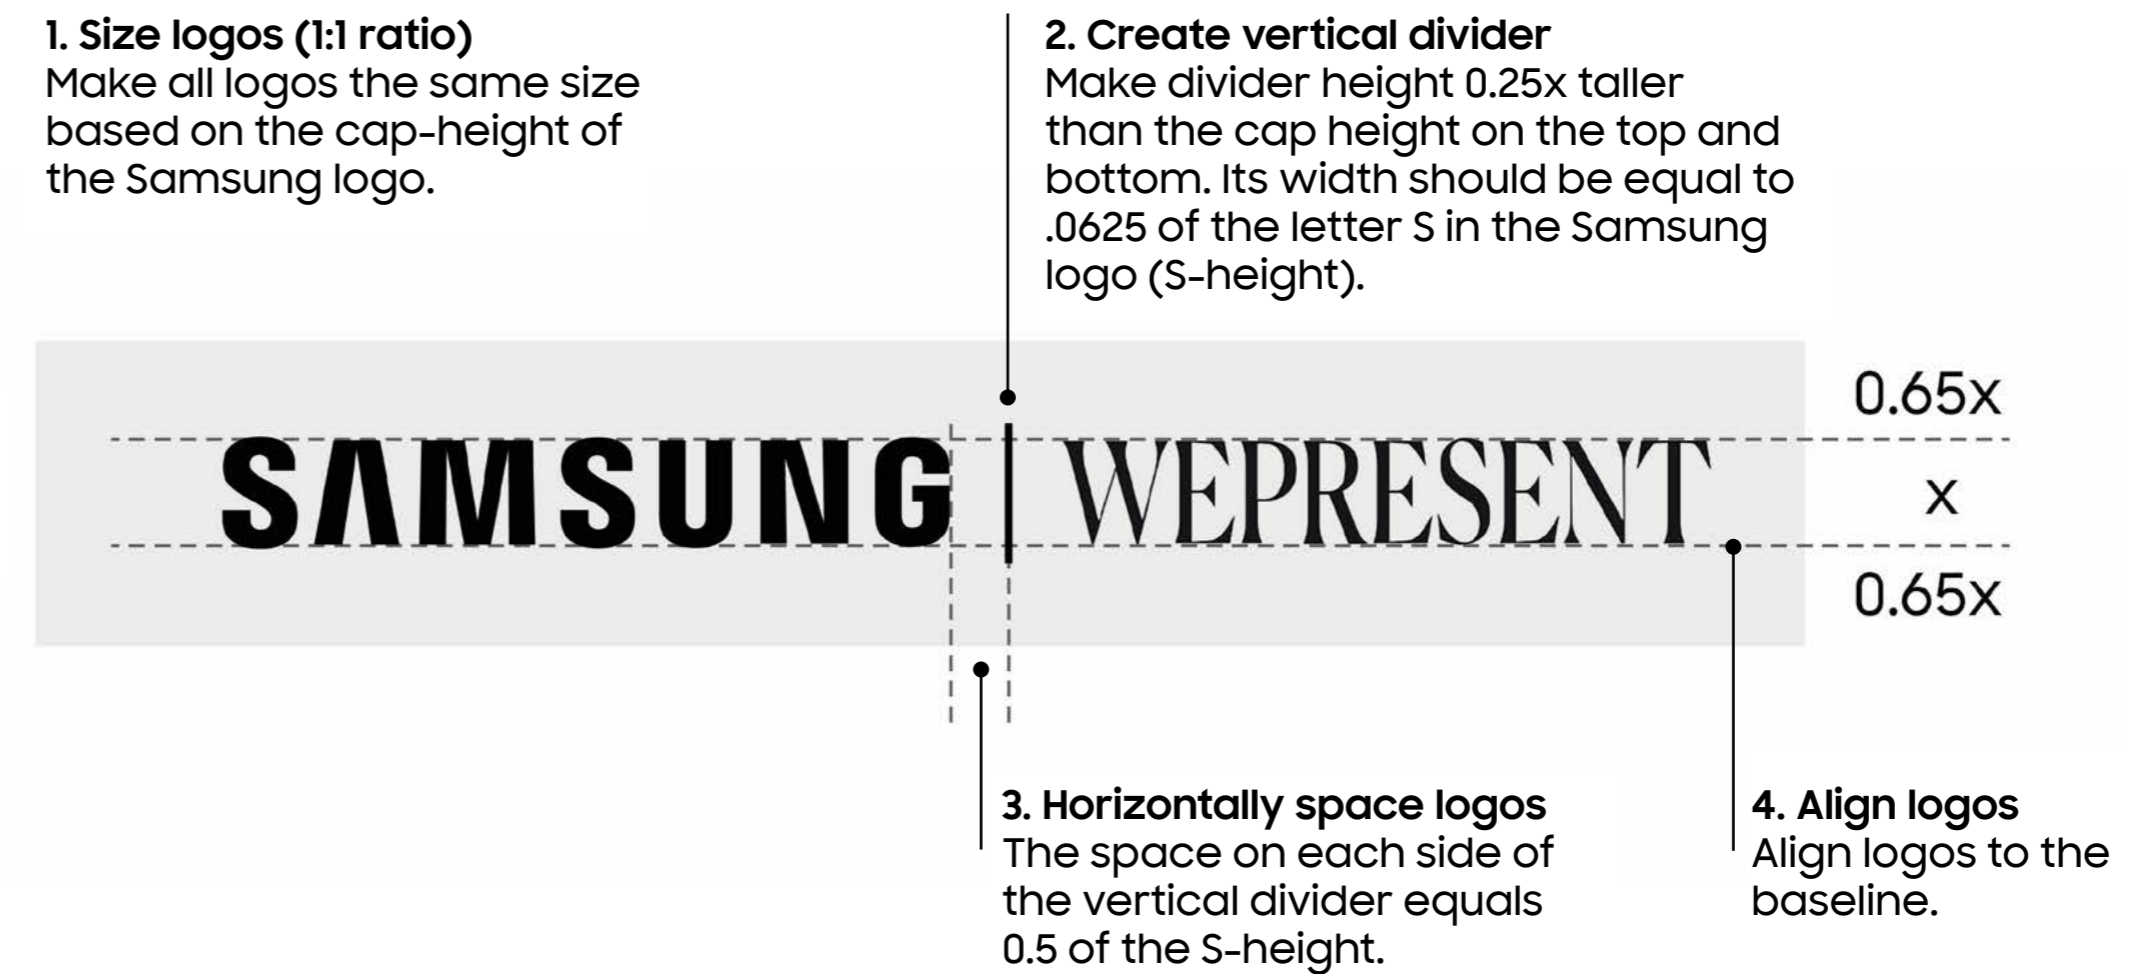 1. Size logos (1:1 ratio)
Make all logos the same size
based on the cap-height of
the Samsung logo.
2. Create vertical divider
Make divider height 0.25x taller
than the cap height on the top and
bottom. Its width should be equal to
.0625 of the letter S in the Samsung
logo (S-height).
0.65x
SAMSUNG | WEPRESENT
x
0.65x
3. Horizontally space logos
The space on each side of
the vertical divider equals
0.5 of the S-height.
4. Align logos
Align logos to the
baseline.